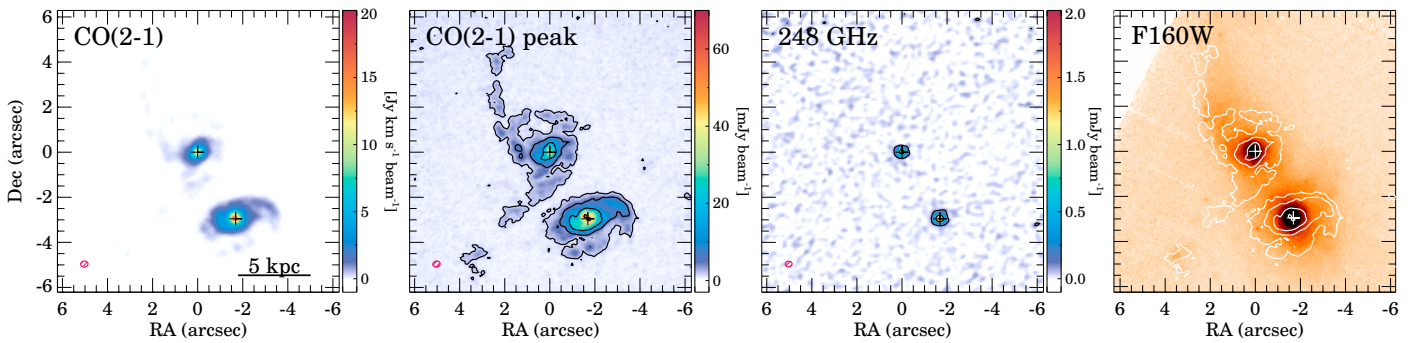 CO(2-1)
5 kpc
6
4
2
0
-2
-4
-6
Dec (arcsec)
6 4 2 0 -2 -4 -6
RA (arcsec)
20
15
10
5
0
[Jy km s⁻¹ beam⁻¹]
CO(2-1) peak
6 4 2 0 -2 -4 -6
RA (arcsec)
60
40
20
0
[mJy beam⁻¹]
248 GHz
6 4 2 0 -2 -4 -6
RA (arcsec)
2.0
1.5
1.0
0.5
0.0
[mJy beam⁻¹]
F160W
6 4 2 0 -2 -4 -6
RA (arcsec)